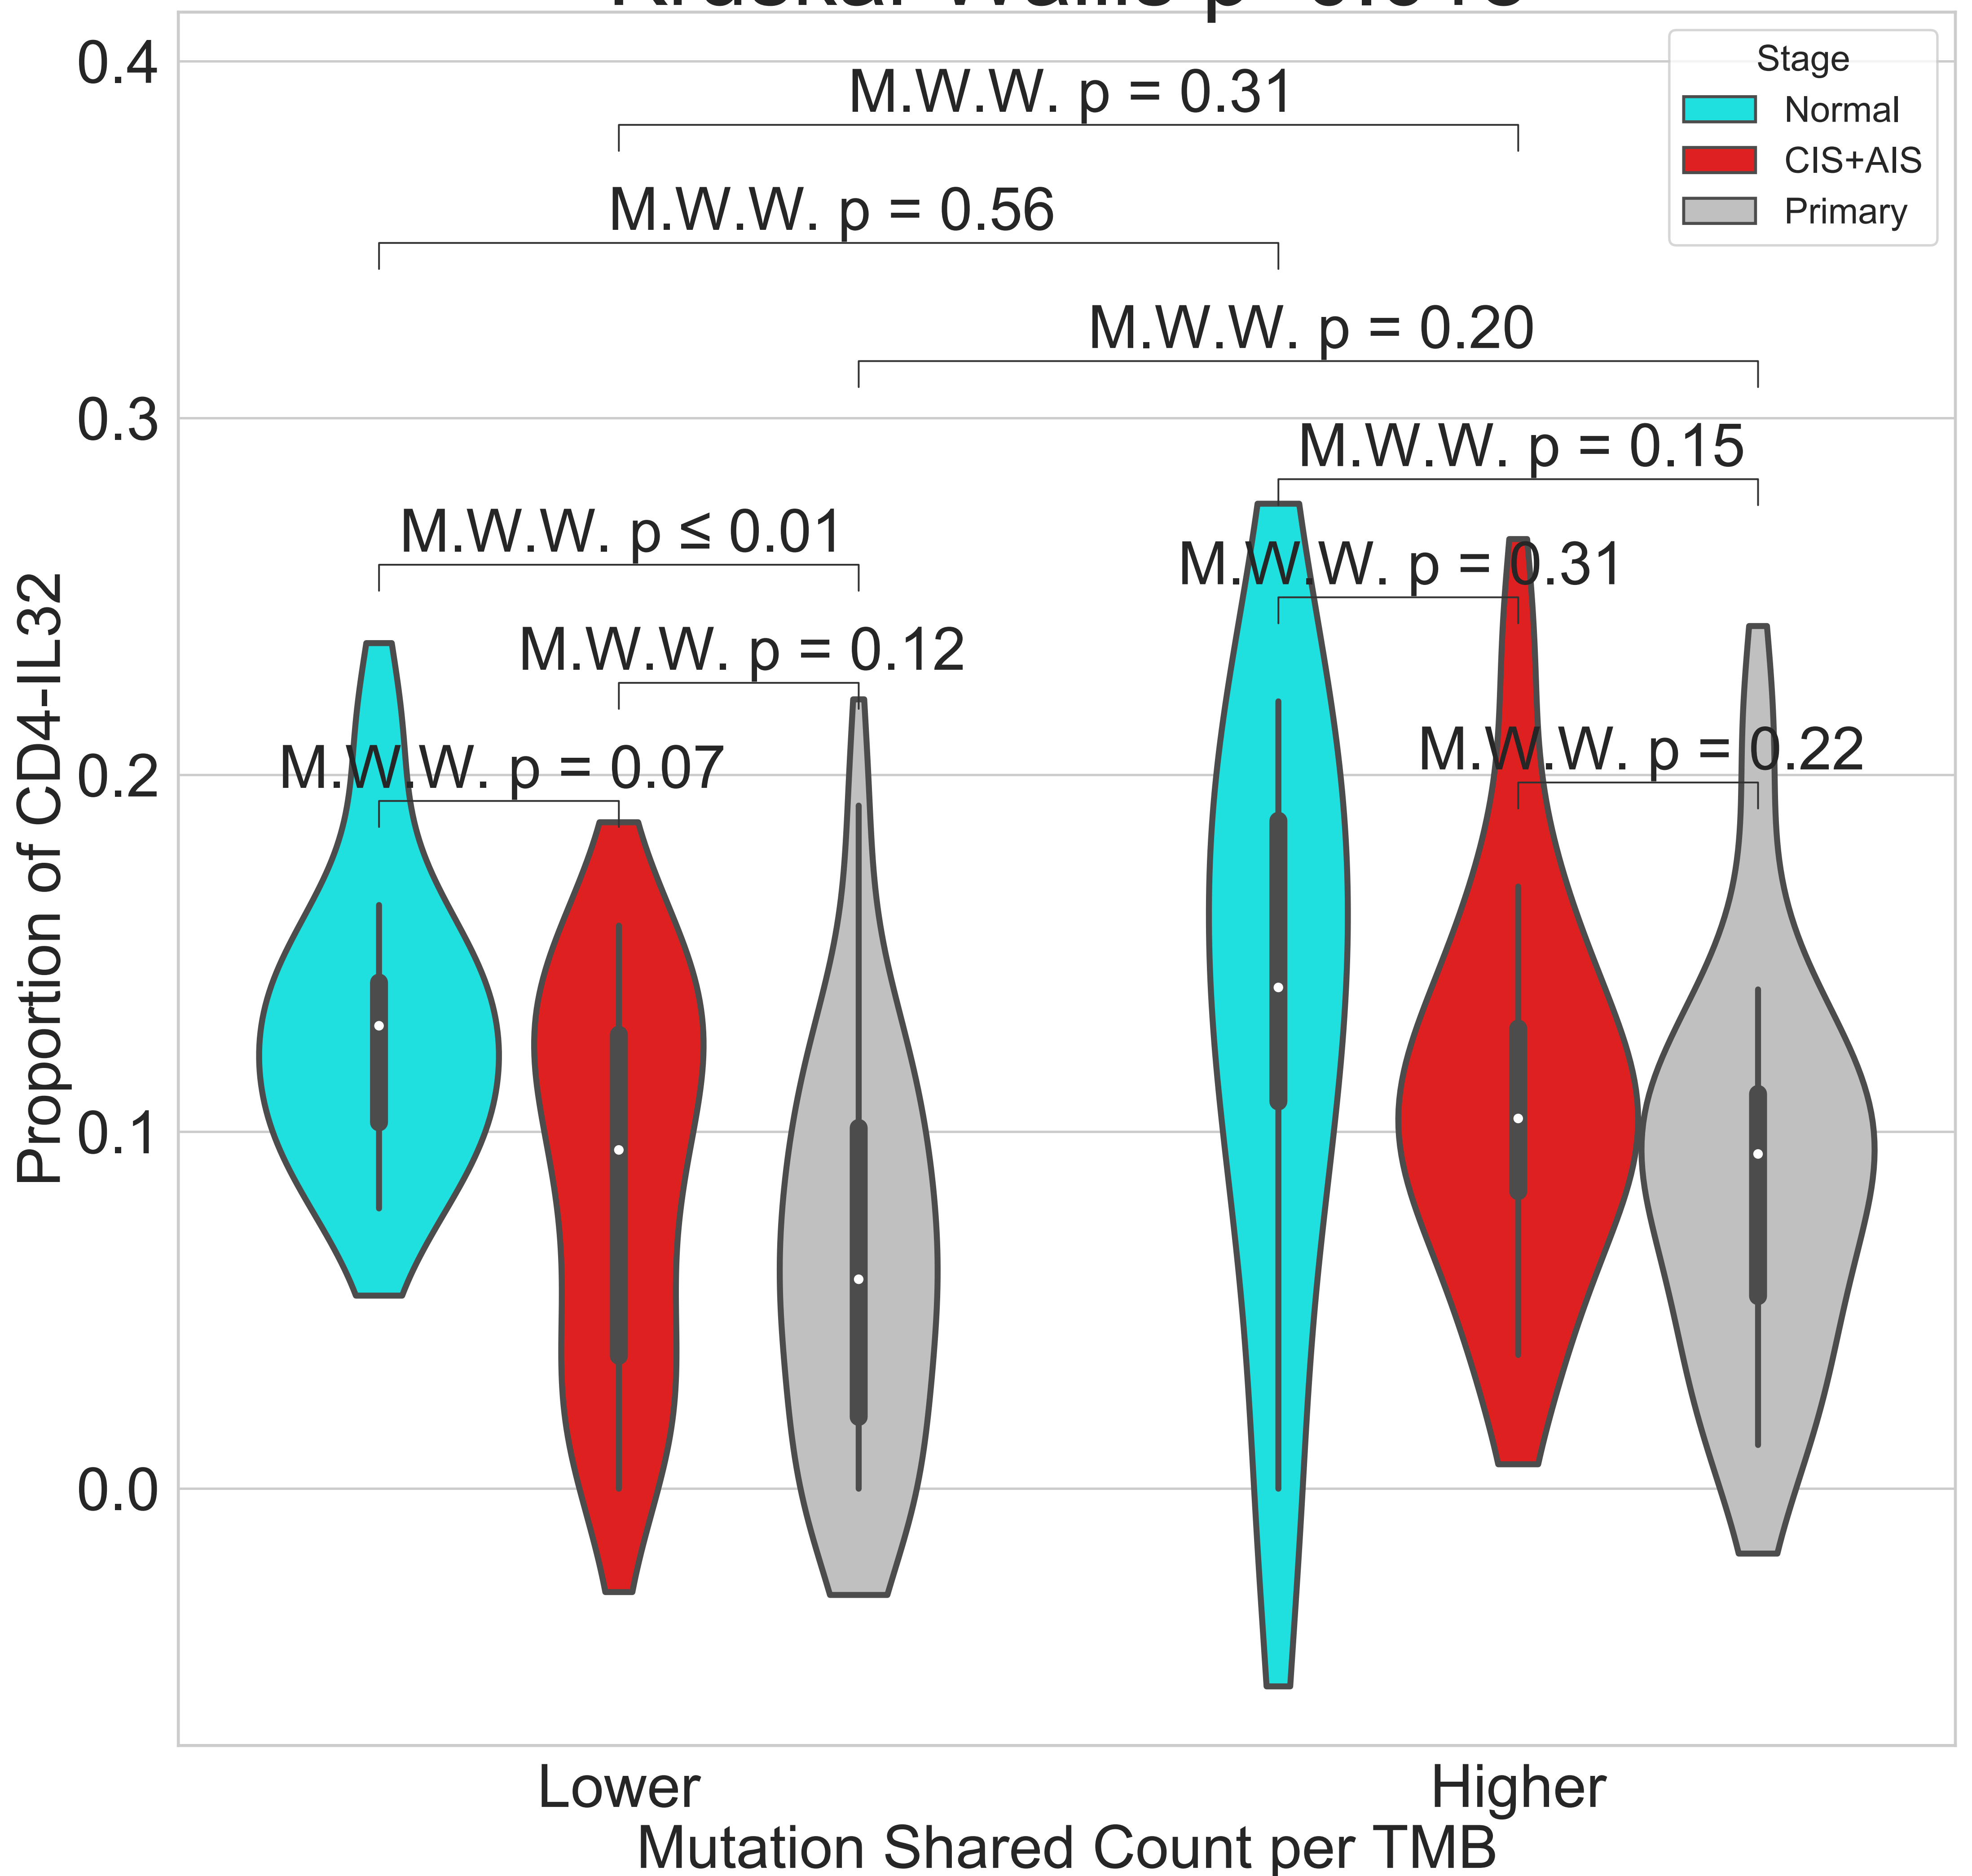 Stage
Normal
CIS+AIS
Primary
M.W.W. p = 0.31
M.W.W. p = 0.56
M.W.W. p = 0.20
M.W.W. p = 0.15
M.W.W. p ≤ 0.01
M.W.W. p = 0.31
M.W.W. p = 0.12
M.W.W. p = 0.22
M.W.W. p = 0.07
0.4
0.3
0.2
0.1
0.0
Proportion of CD4-IL32
Lower
Higher
Mutation Shared Count per TMB